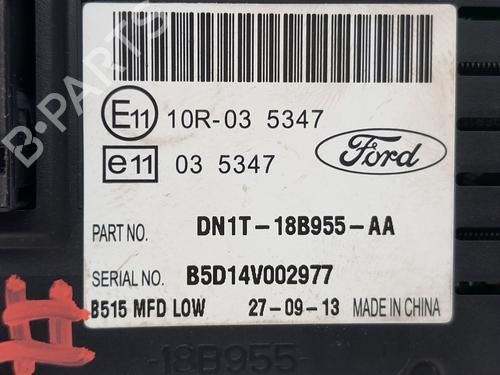 B-PARTS
E11 10R-03 5347
e11 03 5347
Ford
PART NO. DN1T-18B955-AA
SERIAL NO. B5D14V002977
B515 MFD LOW 27-09-13 MADE IN CHINA
-18B955-